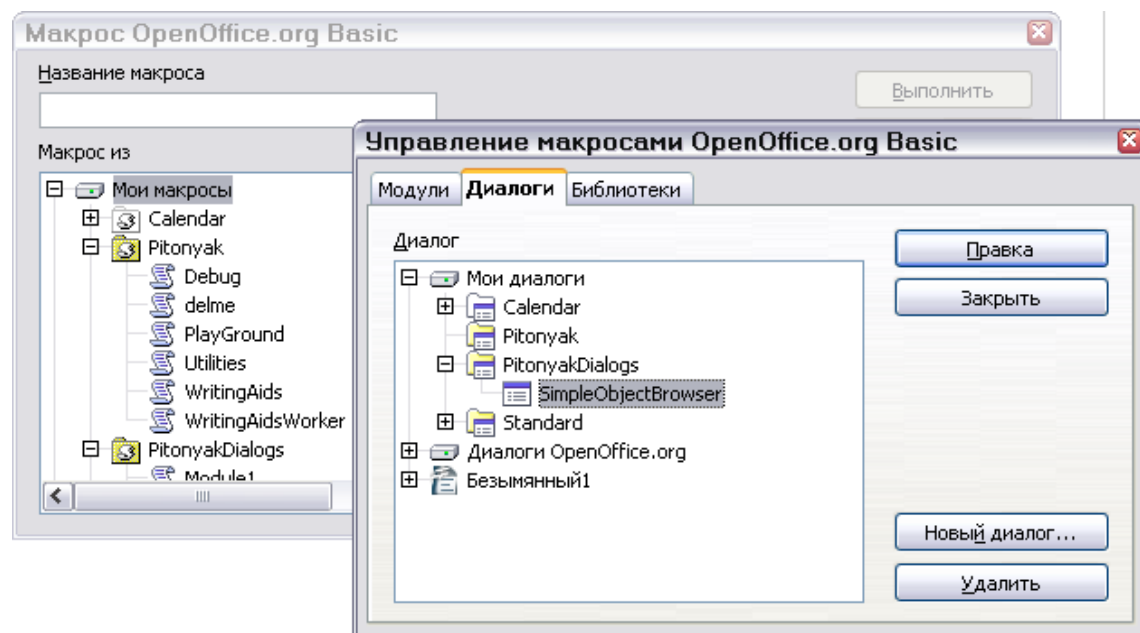 Макрос OpenOffice.org Basic
Название макроса
Выполнить
Макрос из
Мои макросы
Calendar
Pitonyak
Debug
delme
PlayGround
Utilities
WritingAids
WritingAidsWorker
PitonyakDialogs
Module1
Управление макросами OpenOffice.org Basic
Модули Диалоги Библиотеки
Диалог
Мои диалоги
Calendar
Pitonyak
PitonyakDialogs
SimpleObjectBrowser
Standard
Диалоги OpenOffice.org
Безымянный1
Правка
Закрыть
Новый диалог...
Удалить